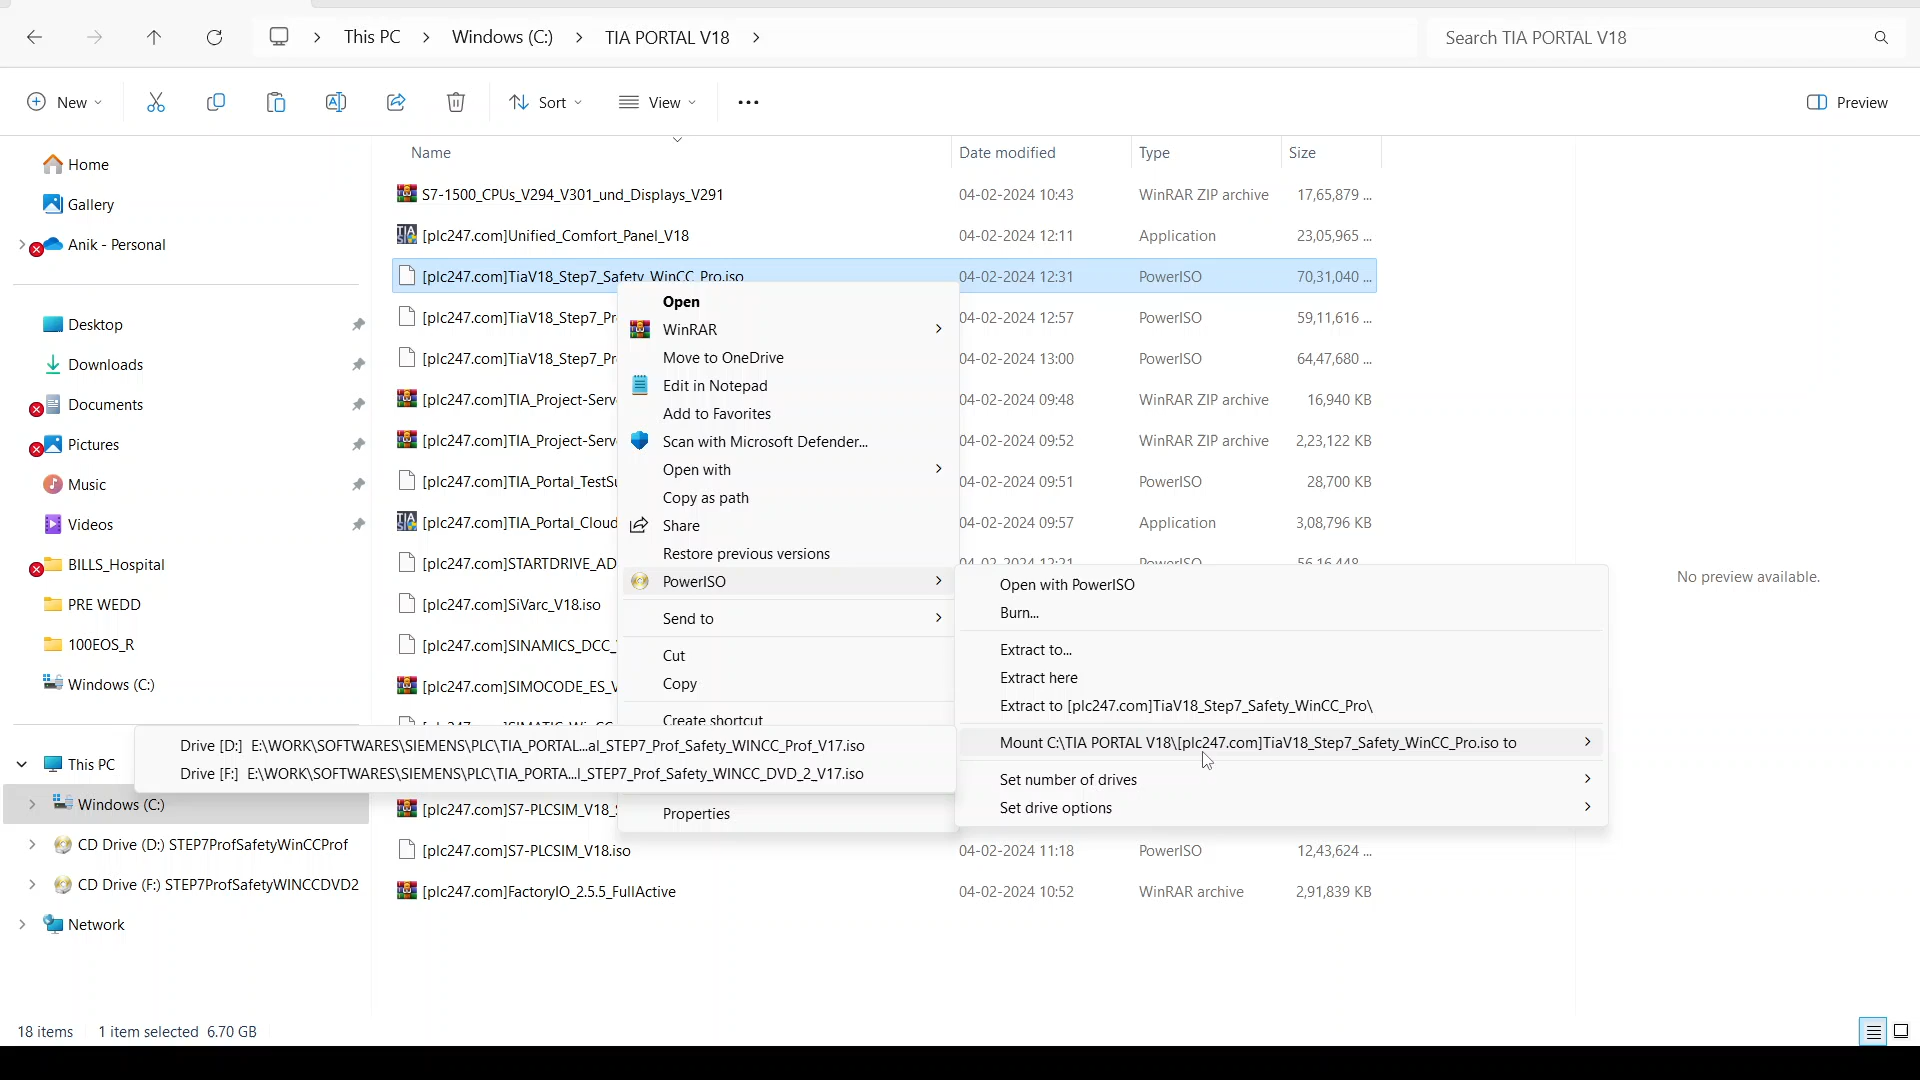 This PC > Windows (C:) > TIA PORTAL V18 >
Search TIA PORTAL V18
New
Sort
View
Preview
Name
Date modified
Type
Size
Home
Gallery
Anik - Personal
Desktop
Downloads
Documents
Pictures
Music
Videos
BILLS_Hospital
PRE WEDD
100EOS_R
Windows (C:)
This PC
Windows (C:)
CD Drive (D:) STEP7ProfSafetyWinCCProf
CD Drive (F:) STEP7ProfSafetyWINCCDVD2
Network
S7-1500_CPUs_V294_V301_und_Displays_V291 04-02-2024 10:43 WinRAR ZIP archive 17,65,879 ...
[plc247.com]Unified_Comfort_Panel_V18 04-02-2024 12:11 Application 23,05,965 ...
[plc247.com]TiaV18_Step7_Safety_WinCC_Pro.iso 04-02-2024 12:31 PowerISO 70,31,040 ...
[plc247.com]TiaV18_Step7_Pr 04-02-2024 12:57 PowerISO 59,11,616 ...
[plc247.com]TiaV18_Step7_Pr 04-02-2024 13:00 PowerISO 64,47,680 ...
[plc247.com]TIA_Project-Serv 04-02-2024 09:48 WinRAR ZIP archive 16,940 KB
[plc247.com]TIA_Project-Serv 04-02-2024 09:52 WinRAR ZIP archive 2,23,122 KB
[plc247.com]TIA_Portal_TestSu 04-02-2024 09:51 PowerISO 28,700 KB
[plc247.com]TIA_Portal_Cloud 04-02-2024 09:57 Application 3,08,796 KB
[plc247.com]STARTDRIVE_AD 04-02-2024 12:21 PowerISO 56,16,448 ...
[plc247.com]SiVarc_V18.iso
[plc247.com]SINAMICS_DCC_
[plc247.com]SIMOCODE_ES_V
[plc247.com]S7-PLCSIM_V18_S
[plc247.com]S7-PLCSIM_V18.iso 04-02-2024 11:18 PowerISO 12,43,624 ...
[plc247.com]FactoryIO_2.5.5_FullActive 04-02-2024 10:52 WinRAR archive 2,91,839 KB
Open
WinRAR
Move to OneDrive
Edit in Notepad
Add to Favorites
Scan with Microsoft Defender...
Open with
Copy as path
Share
Restore previous versions
PowerISO
Send to
Cut
Copy
Create shortcut
Properties
Open with PowerISO
Burn...
Extract to...
Extract here
Extract to [plc247.com]TiaV18_Step7_Safety_WinCC_Pro\
Mount C:\TIA PORTAL V18\[plc247.com]TiaV18_Step7_Safety_WinCC_Pro.iso to
Set number of drives
Set drive options
Drive [D:] E:\WORK\SOFTWARES\SIEMENS\PLC\TIA_PORTAL...al_STEP7_Prof_Safety_WINCC_Prof_V17.iso
Drive [F:] E:\WORK\SOFTWARES\SIEMENS\PLC\TIA_PORTA...l_STEP7_Prof_Safety_WINCC_DVD_2_V17.iso
No preview available.
18 items 1 item selected 6.70 GB